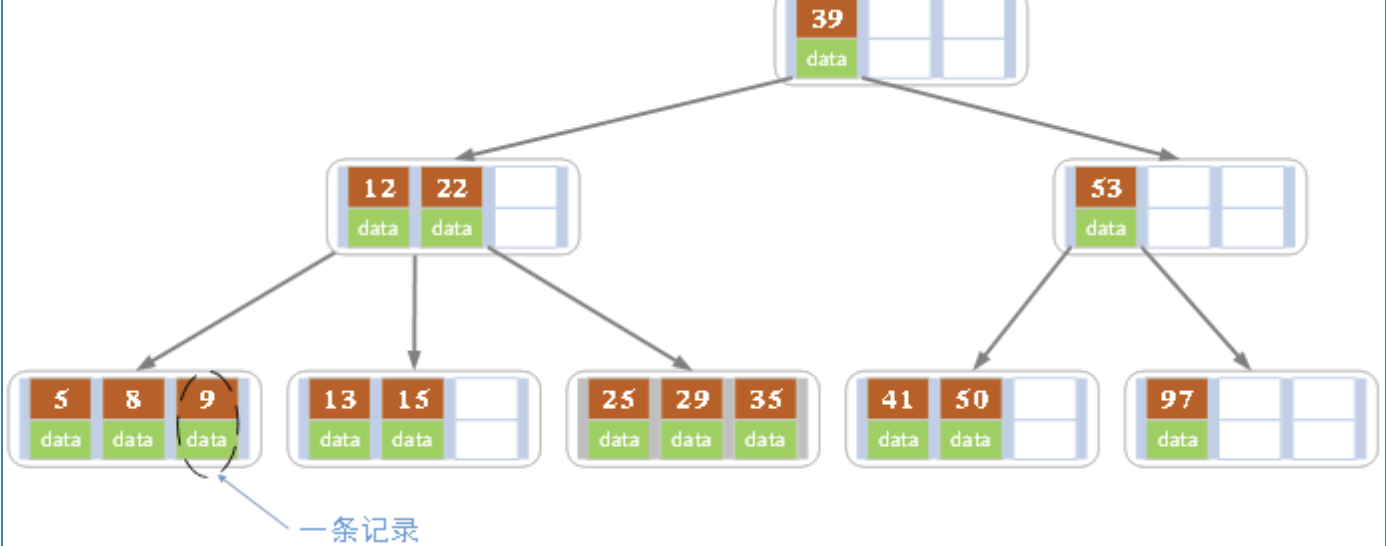 39
data
12 22
data data
53
data
5 8 9
data data data
13 15
data data
25 29 35
data data data
41 50
data data
97
data
一条记录